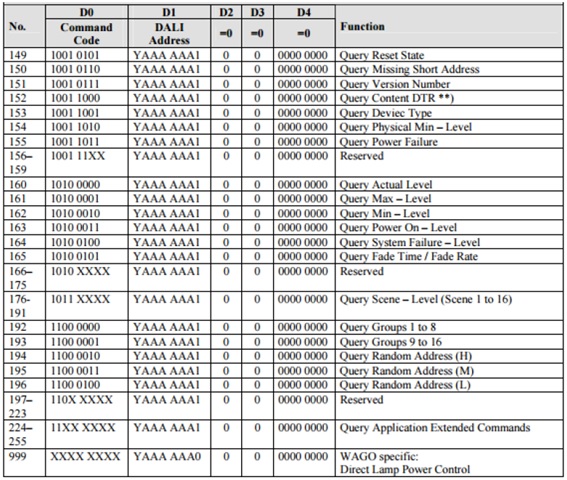 No. D0 D1 D2 D3 D4 Function
Command Code DALI Address =0 =0 =0
149 1001 0101 YAAA AAA1 0 0 0000 0000 Query Reset State
150 1001 0110 YAAA AAA1 0 0 0000 0000 Query Missing Short Address
151 1001 0111 YAAA AAA1 0 0 0000 0000 Query Version Number
152 1001 1000 YAAA AAA1 0 0 0000 0000 Query Content DTR **)
153 1001 1001 YAAA AAA1 0 0 0000 0000 Query Deviec Type
154 1001 1010 YAAA AAA1 0 0 0000 0000 Query Physical Min – Level
155 1001 1011 YAAA AAA1 0 0 0000 0000 Query Power Failure
156– 1001 11XX YAAA AAA1 0 0 0000 0000 Reserved
159
160 1010 0000 YAAA AAA1 0 0 0000 0000 Query Actual Level
161 1010 0001 YAAA AAA1 0 0 0000 0000 Query Max – Level
162 1010 0010 YAAA AAA1 0 0 0000 0000 Query Min – Level
163 1010 0011 YAAA AAA1 0 0 0000 0000 Query Power On – Level
164 1010 0100 YAAA AAA1 0 0 0000 0000 Query System Failure – Level
165 1010 0101 YAAA AAA1 0 0 0000 0000 Query Fade Time / Fade Rate
166– 1010 XXXX YAAA AAA1 0 0 0000 0000 Reserved
175
176- 1011 XXXX YAAA AAA1 0 0 0000 0000 Query Scene – Level (Scene 1 to 16)
191
192 1100 0000 YAAA AAA1 0 0 0000 0000 Query Groups 1 to 8
193 1100 0001 YAAA AAA1 0 0 0000 0000 Query Groups 9 to 16
194 1100 0010 YAAA AAA1 0 0 0000 0000 Query Random Address (H)
195 1100 0011 YAAA AAA1 0 0 0000 0000 Query Random Address (M)
196 1100 0100 YAAA AAA1 0 0 0000 0000 Query Random Address (L)
197– 110X XXXX YAAA AAA1 0 0 0000 0000 Reserved
223
224– 11XX XXXX YAAA AAA1 0 0 0000 0000 Query Application Extended Commands
255
999 XXXX XXXX YAAA AAA0 0 0 0000 0000 WAGO specific:
Direct Lamp Power Control